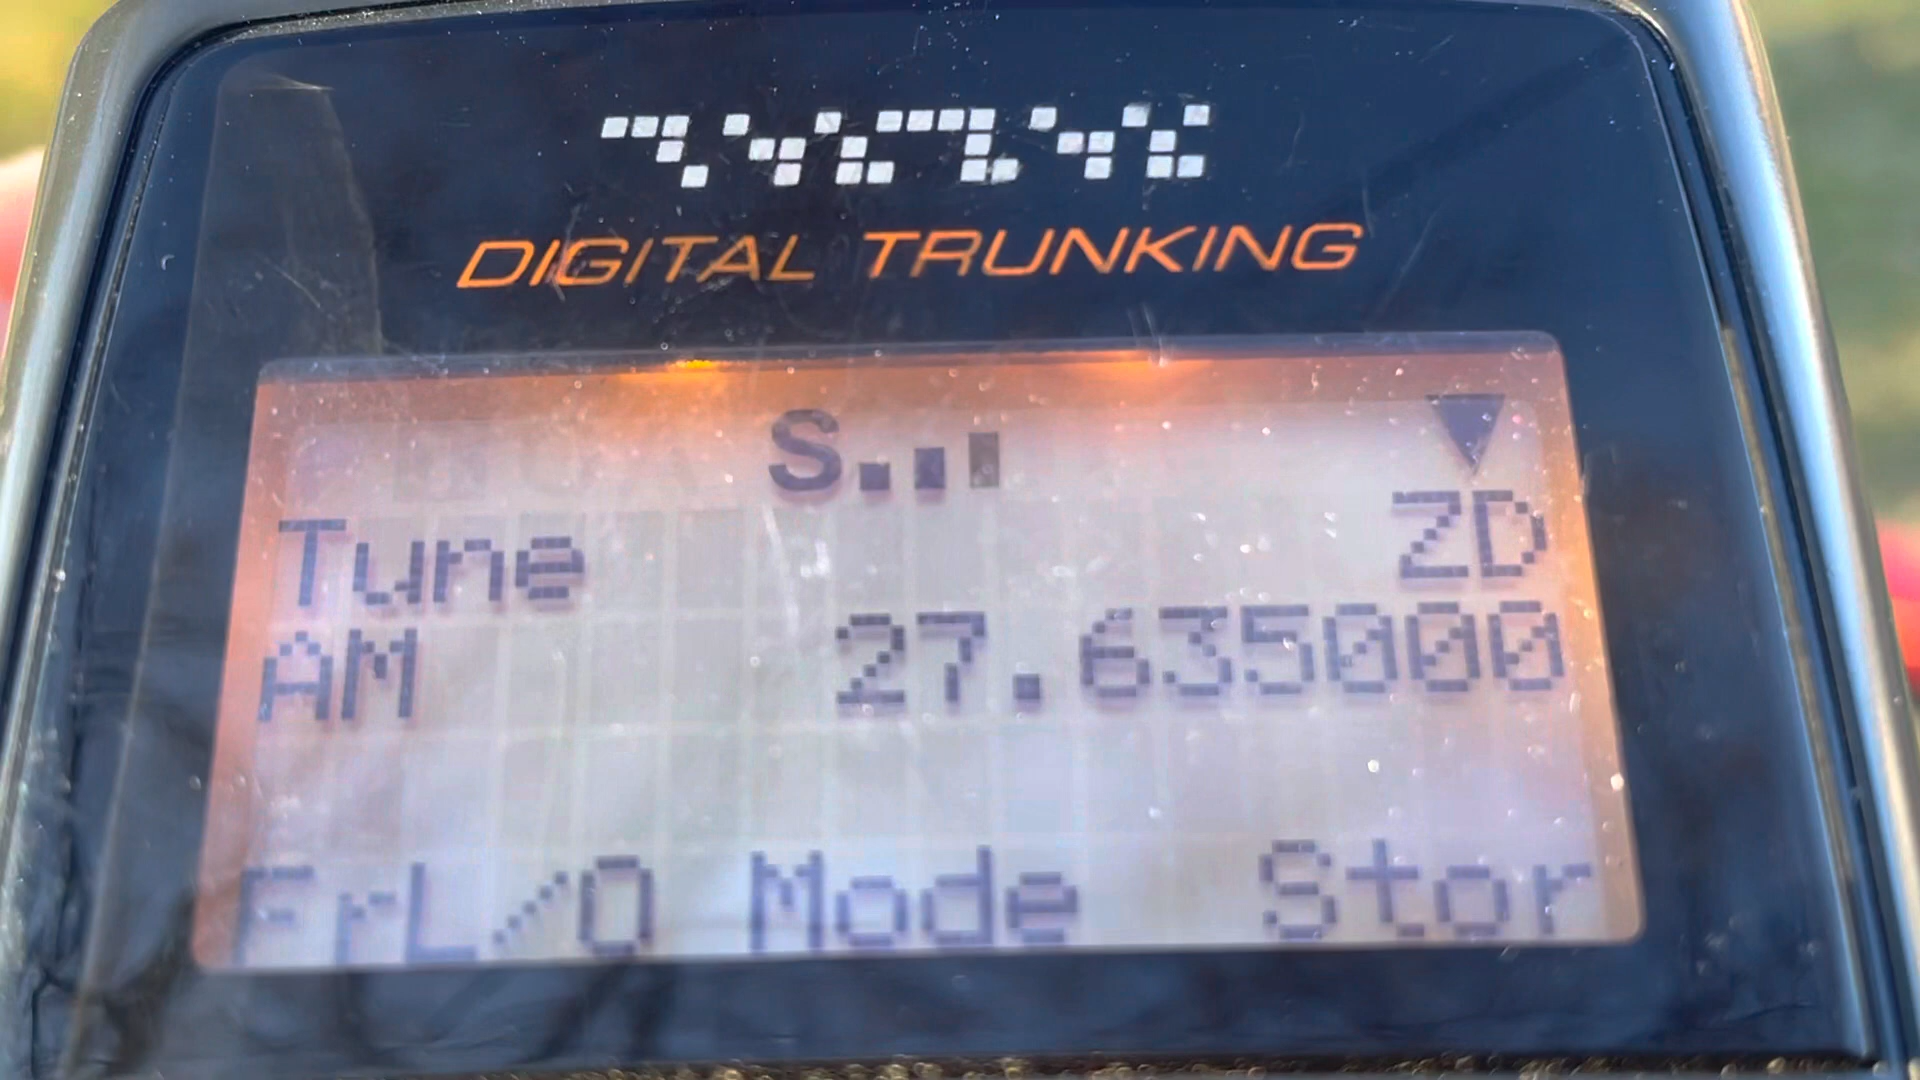 DIGITAL TRUNKING
S
Tune ZD
AM 27.635000
FrL/O Mode Stor